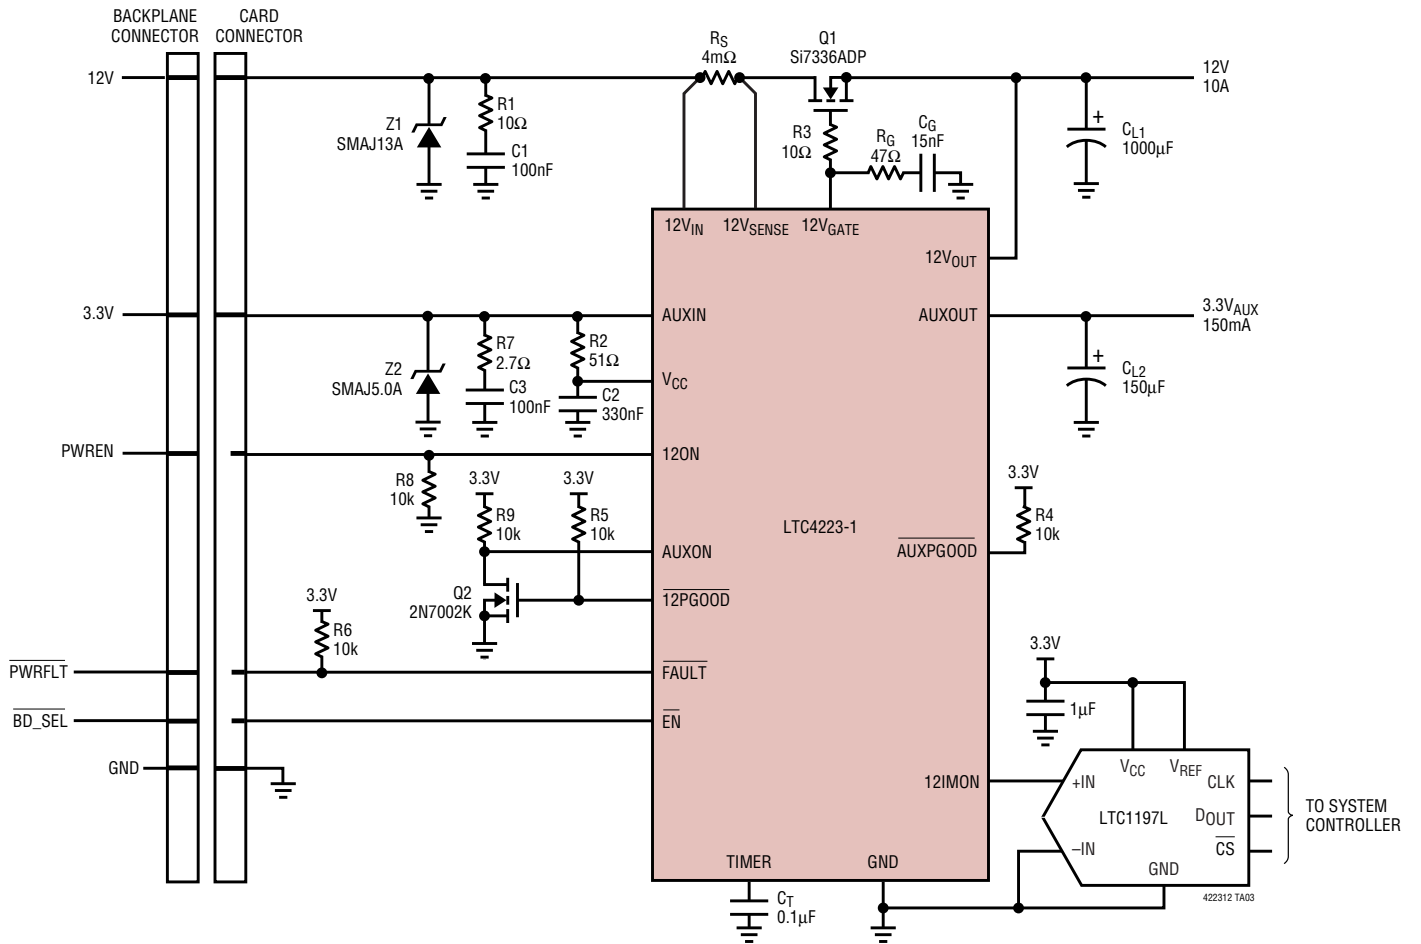 BACKPLANE
CONNECTOR
CARD
CONNECTOR
12V
RS
4mΩ
Q1
Si7336ADP
12V
10A
Z1
SMAJ13A
R1
10Ω
C1
100nF
R3
10Ω
RG
47Ω
CG
15nF
CL1
1000µF
12VIN
12VSENSE
12VGATE
12VOUT
3.3V
AUXIN
AUXOUT
3.3VAUX
150mA
Z2
SMAJ5.0A
R7
2.7Ω
C3
100nF
R2
51Ω
VCC
C2
330nF
CL2
150µF
PWREN
12ON
R8
10k
3.3V
R9
10k
3.3V
R5
10k
LTC4223-1
3.3V
R4
10k
AUXON
AUXPGOOD
Q2
2N7002K
12PGOOD
3.3V
R6
10k
PWRFLT
FAULT
BD_SEL
EN
GND
3.3V
1µF
12IMON
+IN
VCC
VREF
CLK
LTC1197L
DOUT
–IN
CS
GND
TO SYSTEM
CONTROLLER
TIMER
GND
CT
0.1µF
422312 TA03